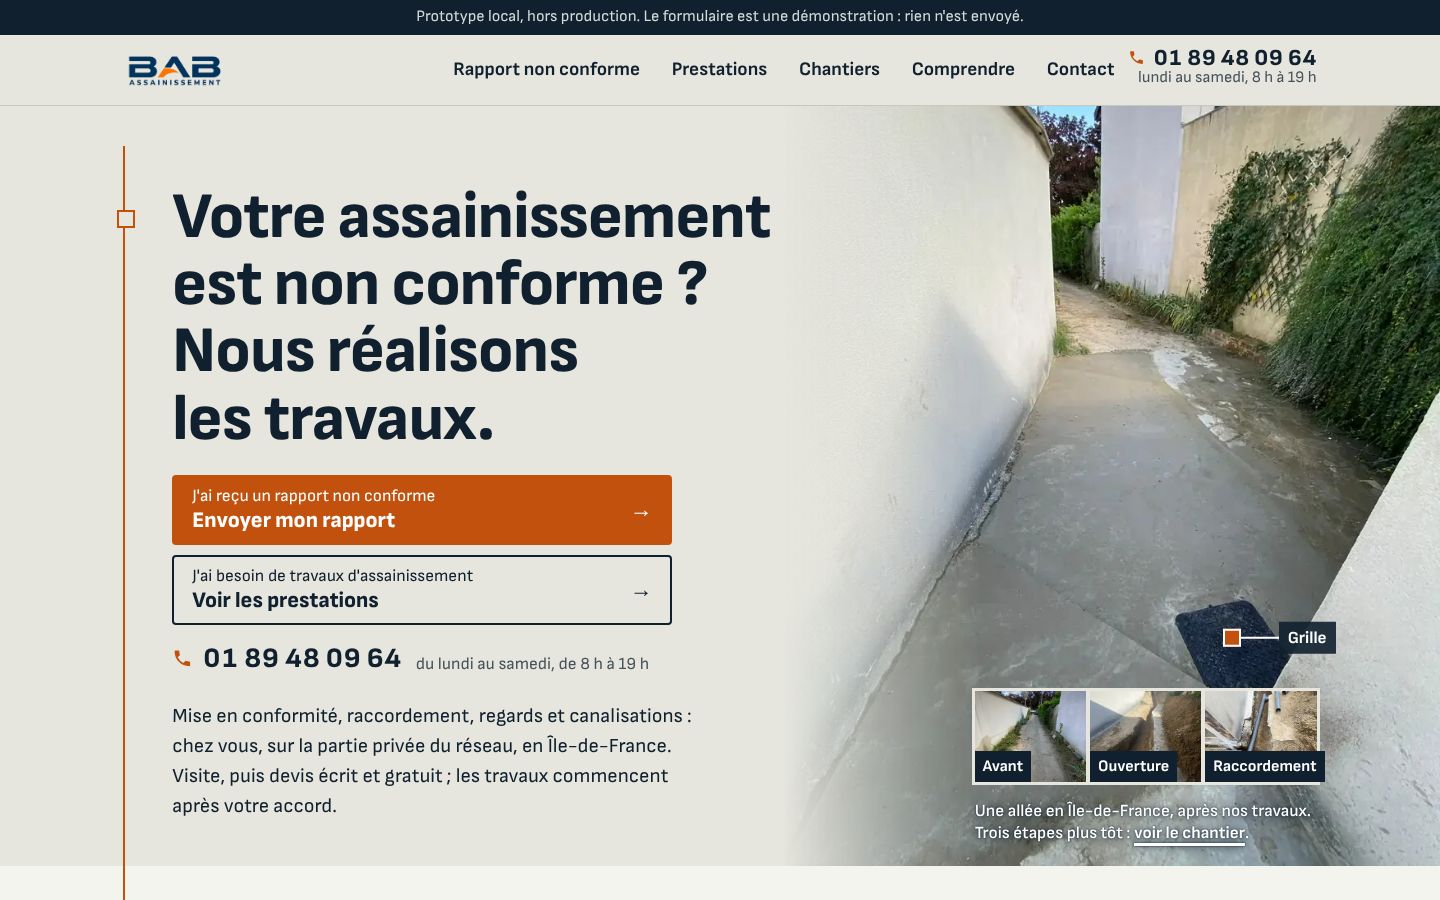 Prototype local, hors production. Le formulaire est une démonstration : rien n'est envoyé.
BAB
ASSAINISSEMENT
Rapport non conforme
Prestations
Chantiers
Comprendre
Contact
01 89 48 09 64
lundi au samedi, 8 h à 19 h
Votre assainissement
est non conforme ?
Nous réalisons
les travaux.
J'ai reçu un rapport non conforme
Envoyer mon rapport →
J'ai besoin de travaux d'assainissement
Voir les prestations →
01 89 48 09 64 du lundi au samedi, de 8 h à 19 h
Mise en conformité, raccordement, regards et canalisations :
chez vous, sur la partie privée du réseau, en Île-de-France.
Visite, puis devis écrit et gratuit ; les travaux commencent
après votre accord.
Grille
Avant
Ouverture
Raccordement
Une allée en Île-de-France, après nos travaux.
Trois étapes plus tôt : voir le chantier.